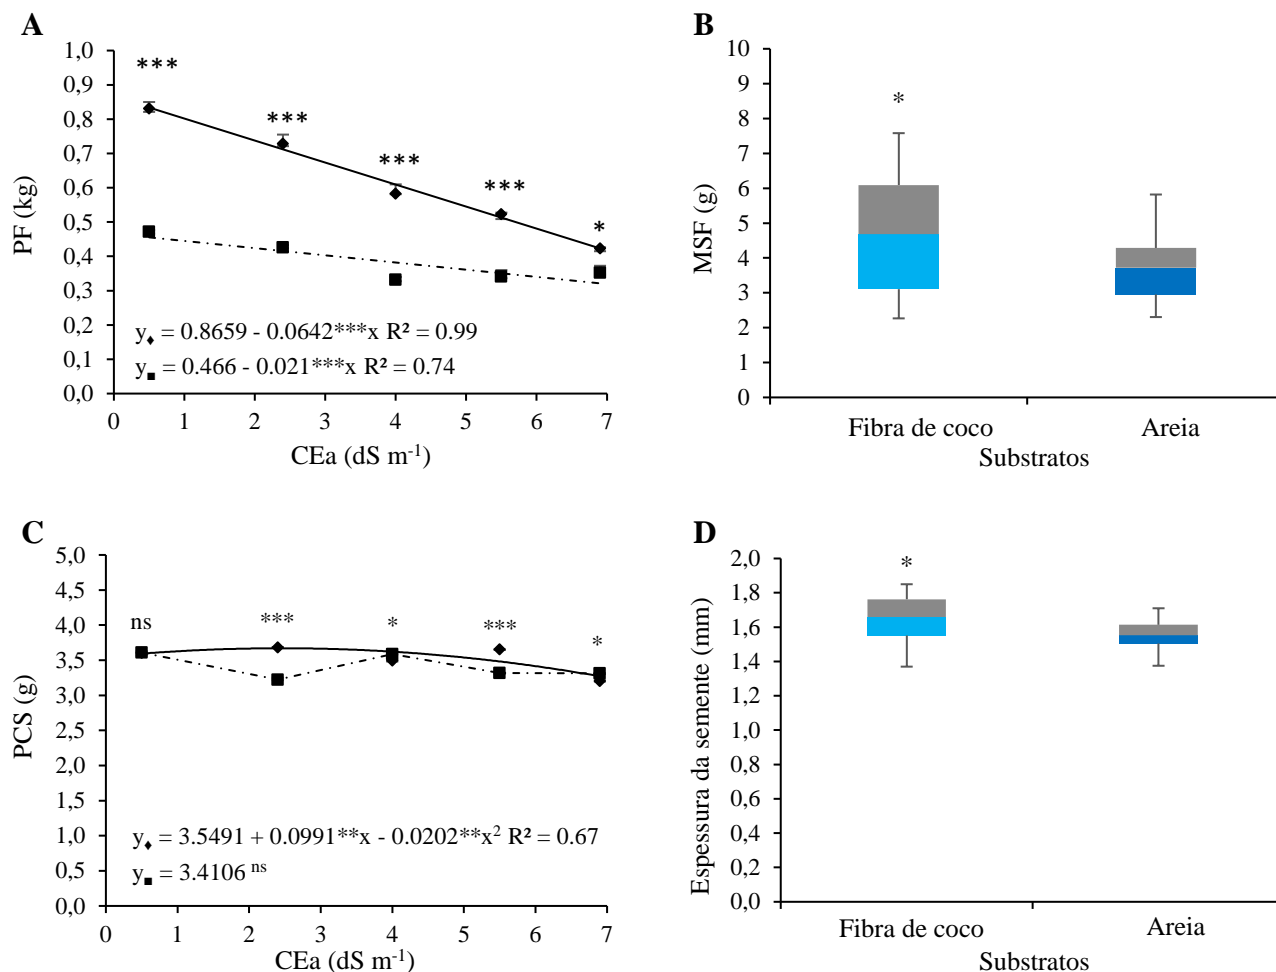 A
1,0
0,9
0,8
0,7
0,6
0,5
0,4
0,3
0,2
0,1
0,0
PF (kg)
***
***
***
***
*
y◆ = 0.8659 - 0.0642***x R² = 0.99
y■ = 0.466 - 0.021***x R² = 0.74
0 1 2 3 4 5 6 7
CEa (dS m⁻¹)
B
10
9
8
7
6
5
4
3
2
1
0
MSF (g)
*
Fibra de coco Areia
Substratos
C
5,0
4,5
4,0
3,5
3,0
2,5
2,0
1,5
1,0
0,5
0,0
PCS (g)
ns
***
*
***
*
y◆ = 3.5491 + 0.0991**x - 0.0202**x² R² = 0.67
y■ = 3.4106 ns
0 1 2 3 4 5 6 7
CEa (dS m⁻¹)
D
2,0
1,8
1,6
1,4
1,2
1,0
0,8
0,6
0,4
0,2
0,0
Espessura da semente (mm)
*
Fibra de coco Areia
Substratos